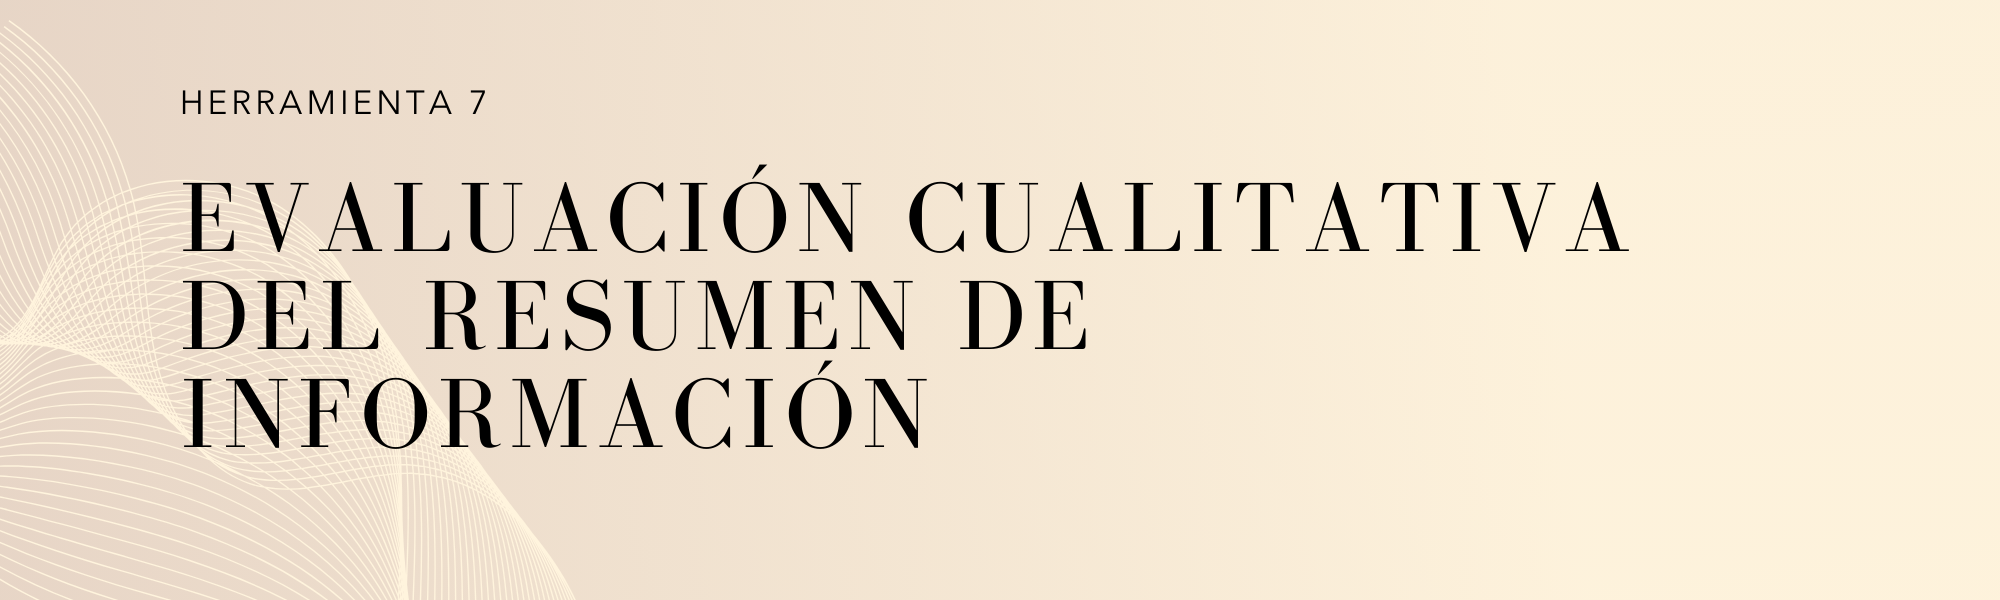 HERRAMIENTA 7
EVALUACIÓN CUALITATIVA
DEL RESUMEN DE
INFORMACIÓN